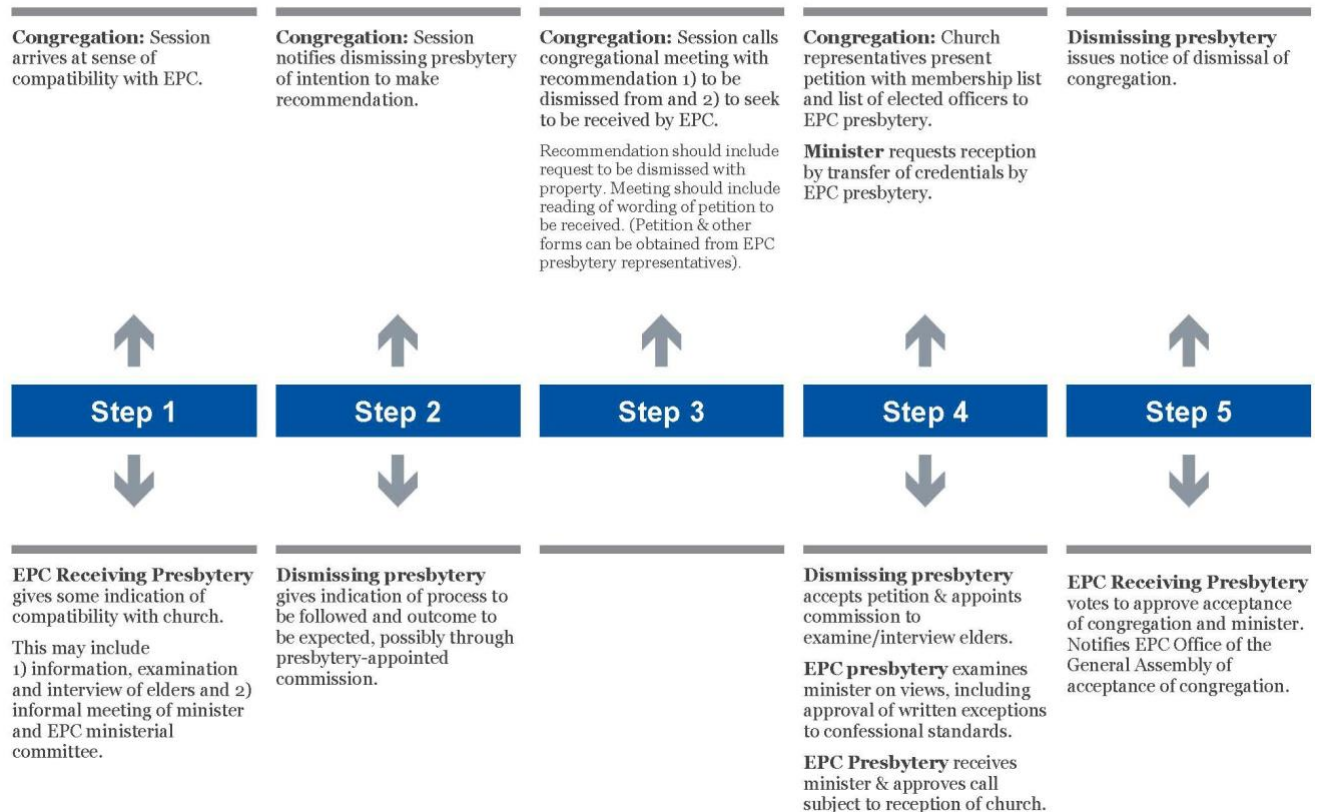 Congregation: Session
arrives at sense of
compatibility with EPC.
Congregation: Session
notifies dismissing presbytery
of intention to make
recommendation.
Congregation: Session calls
congregational meeting with
recommendation 1) to be
dismissed from and 2) to seek
to be received by EPC.
Recommendation should include
request to be dismissed with
property. Meeting should include
reading of wording of petition to
be received. (Petition & other
forms can be obtained from EPC
presbytery representatives).
Congregation: Church
representatives present
petition with membership list
and list of elected officers to
EPC presbytery.
Minister requests reception
by transfer of credentials by
EPC presbytery.
Dismissing presbytery
issues notice of dismissal of
congregation.
Step 1
Step 2
Step 3
Step 4
Step 5
EPC Receiving Presbytery
gives some indication of
compatibility with church.
This may include
1) information, examination
and interview of elders and 2)
informal meeting of minister
and EPC ministerial
committee.
Dismissing presbytery
gives indication of process to
be followed and outcome to
be expected, possibly through
presbytery-appointed
commission.
Dismissing presbytery
accepts petition & appoints
commission to
examine/interview elders.
EPC presbytery examines
minister on views, including
approval of written exceptions
to confessional standards.
EPC Presbytery receives
minister & approves call
subject to reception of church.
EPC Receiving Presbytery
votes to approve acceptance
of congregation and minister.
Notifies EPC Office of the
General Assembly of
acceptance of congregation.